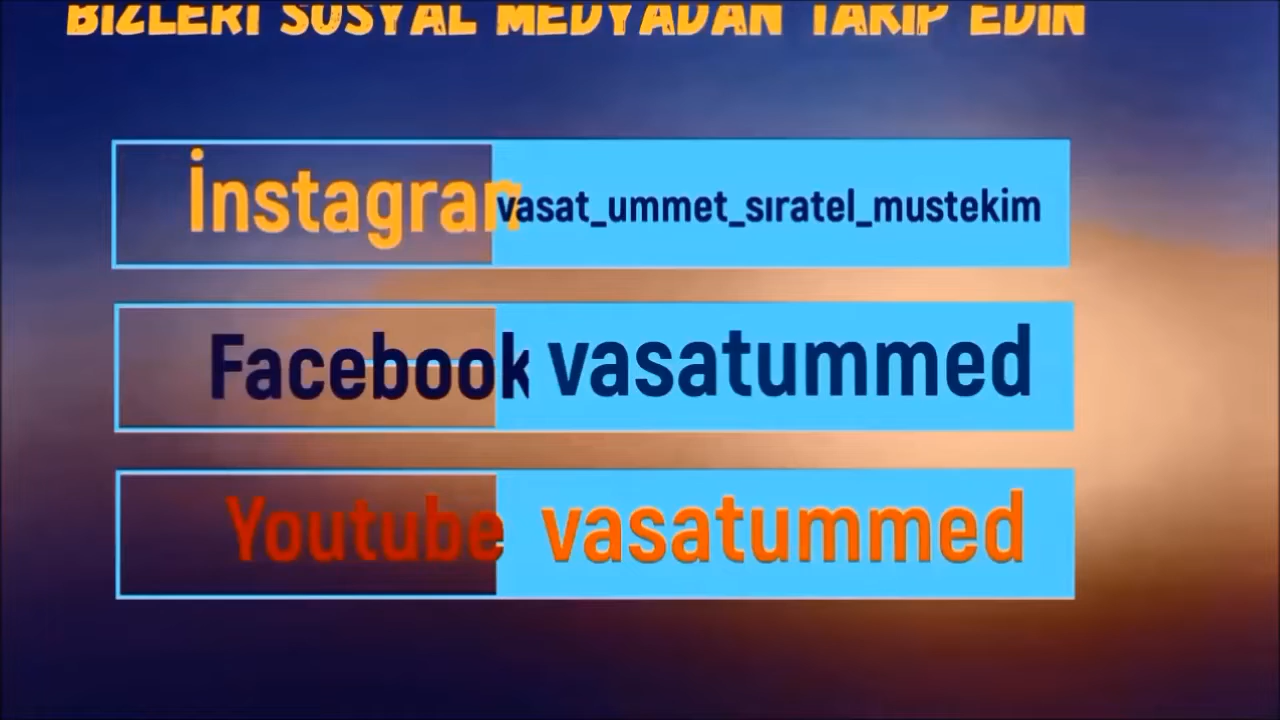 BİZLERİ SOSYAL MEDYADAN TAKİP EDİN
İnstagram vasat_ummet_sıratel_mustekim
Facebook vasatummed
Youtube vasatummed